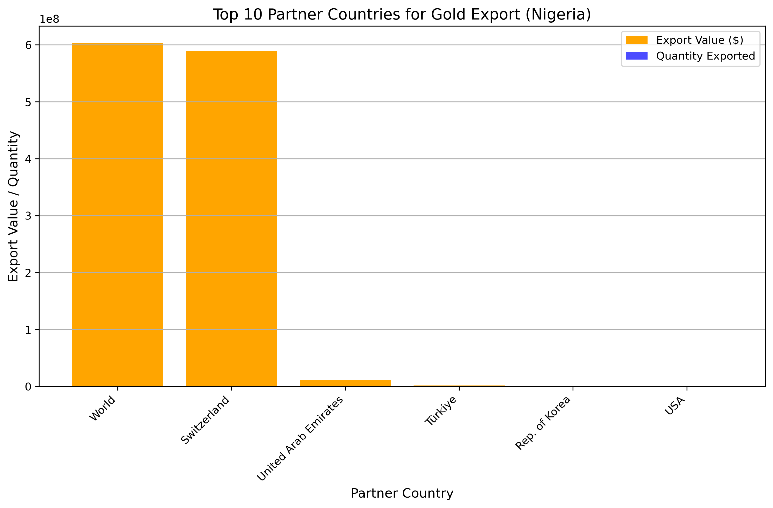 Top 10 Partner Countries for Gold Export (Nigeria)
1e8
Export Value ($)
Quantity Exported
6
5
4
3
2
1
0
Export Value / Quantity
World
Switzerland
United Arab Emirates
Türkiye
Rep. of Korea
USA
Partner Country